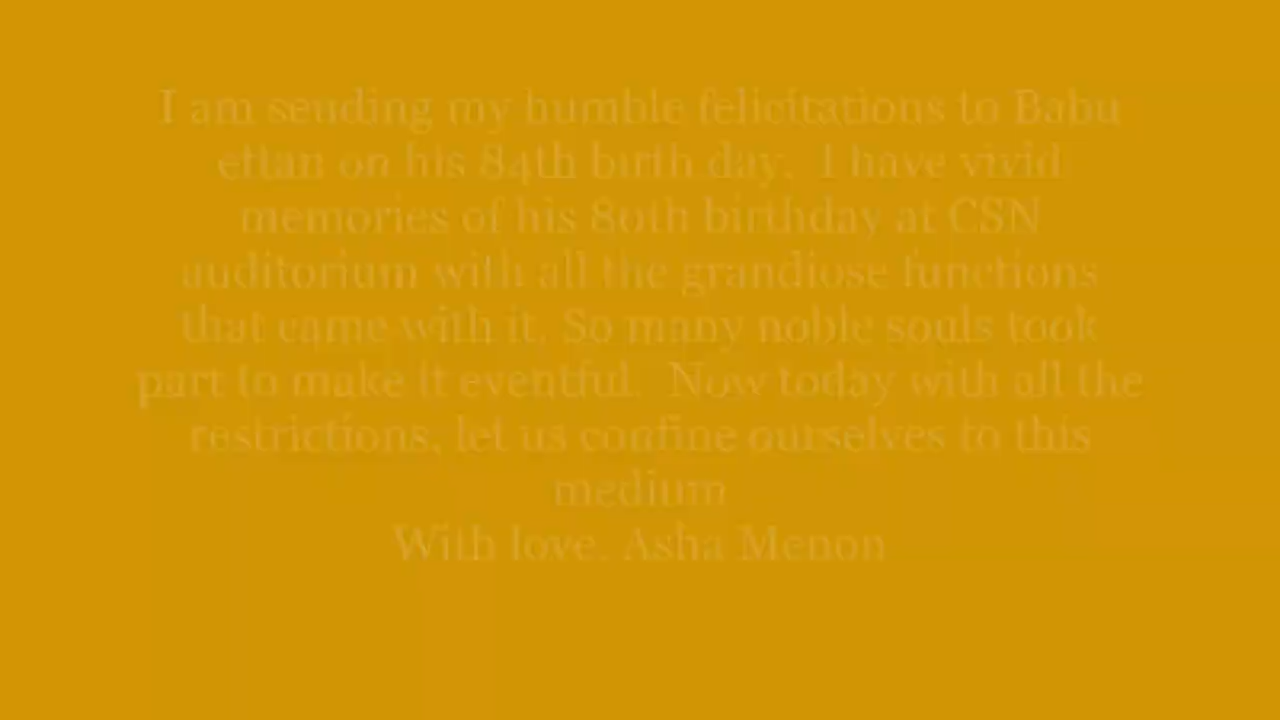 I am sending my humble felicitations to Babu
ettan on his 84th birth day.  I have vivid
memories of his 80th birthday at CSN
auditorium with all the grandiose functions
that came with it. So many noble souls took
part to make it eventful.  Now today with all the
restrictions, let us confine ourselves to this
medium
With love, Asha Menon